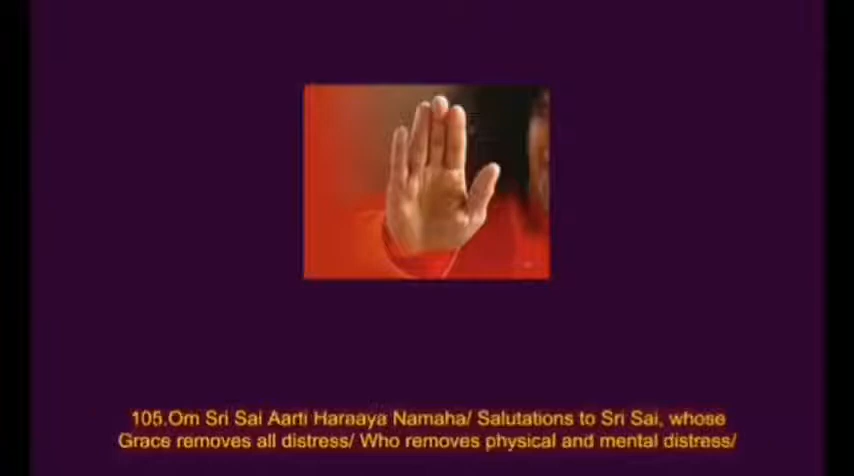 105.Om Sri Sai Aarti Haraaya Namaha/ Salutations to Sri Sai, whose
Grace removes all distress/ Who removes physical and mental distress/